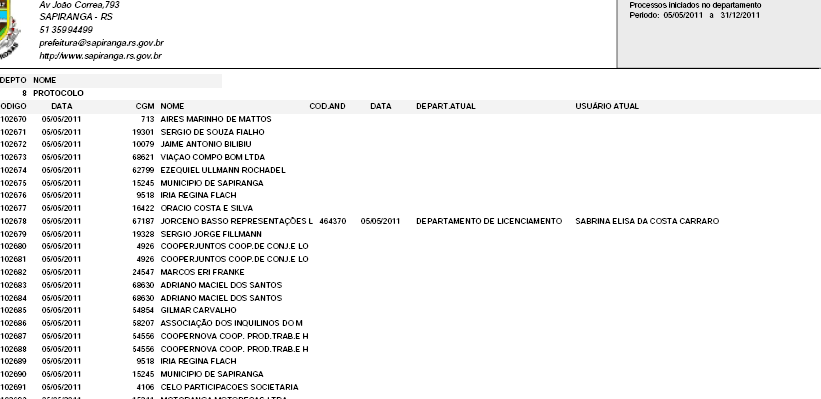 Av João Correa,793
SAPIRANGA - RS
51 35994499
prefeitura@sapiranga.rs.gov.br
http://www.sapiranga.rs.gov.br
Processos iniciados no departamento
Período: 05/05/2011 a 31/12/2011
DEPTO NOME
8 PROTOCOLO
ODIGO DATA CGM NOME COD.AND DATA DEPART.ATUAL USUÁRIO ATUAL
102670 05/05/2011 713 AIRES MARINHO DE MATTOS
102671 05/05/2011 19301 SERGIO DE SOUZA FIALHO
102672 05/05/2011 10079 JAIME ANTONIO BILIBIU
102673 05/05/2011 68621 VIAÇAO COMPO BOM LTDA
102674 05/05/2011 62799 EZEQUIEL ULLMANN ROCHADEL
102675 05/05/2011 15245 MUNICIPIO DE SAPIRANGA
102676 05/05/2011 9518 IRIA REGINA FLACH
102677 05/05/2011 16422 ORACIO COSTA E SILVA
102678 05/05/2011 67187 JORCENO BASSO REPRESENTAÇÕES L 464370 05/05/2011 DEPARTAMENTO DE LICENCIAMENTO SABRINA ELISA DA COSTA CARRARO
102679 05/05/2011 19328 SERGIO JORGE FILLMANN
102680 05/05/2011 4926 COOPERJUNTOS COOP.DE CONJ.E LO
102681 05/05/2011 4926 COOPERJUNTOS COOP.DE CONJ.E LO
102682 05/05/2011 24547 MARCOS ERI FRANKE
102683 05/05/2011 68630 ADRIANO MACIEL DOS SANTOS
102684 05/05/2011 68630 ADRIANO MACIEL DOS SANTOS
102685 05/05/2011 54854 GILMAR CARVALHO
102686 05/05/2011 58207 ASSOCIAÇÃO DOS INQUILINOS DO M
102687 05/05/2011 54556 COOPERNOVA COOP. PROD.TRAB.E H
102688 05/05/2011 54556 COOPERNOVA COOP. PROD.TRAB.E H
102689 05/05/2011 9518 IRIA REGINA FLACH
102690 05/05/2011 15245 MUNICIPIO DE SAPIRANGA
102691 05/05/2011 4106 CELO PARTICIPACOES SOCIETARIA